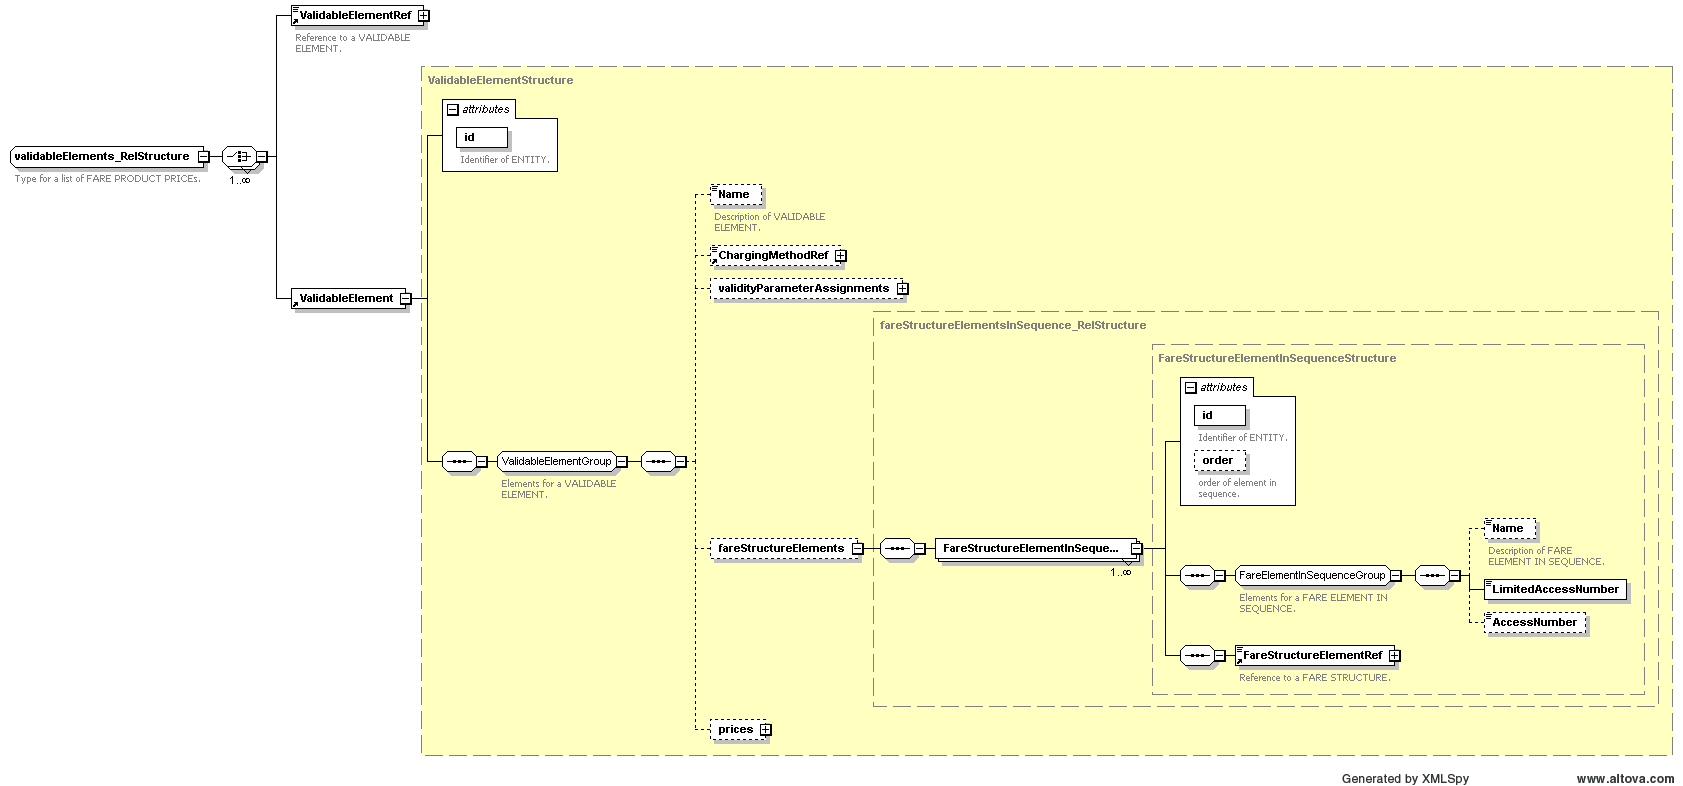 ValidableElementRef
Reference to a VALIDABLE
ELEMENT.
ValidableElementStructure
attributes
id
Identifier of ENTITY.
validableElements_RelStructure
Type for a list of FARE PRODUCT PRICEs.
1..∞
Name
Description of VALIDABLE
ELEMENT.
ChargingMethodRef
validityParameterAssignments
ValidableElement
fareStructureElementsInSequence_RelStructure
FareStructureElementInSequenceStructure
attributes
id
Identifier of ENTITY.
order
order of element in
sequence.
ValidableElementGroup
Elements for a VALIDABLE
ELEMENT.
fareStructureElements
FareStructureElementInSeque...
1..∞
Name
Description of FARE
ELEMENT IN SEQUENCE.
FareElementInSequenceGroup
Elements for a FARE ELEMENT IN
SEQUENCE.
LimitedAccessNumber
AccessNumber
FareStructureElementRef
Reference to a FARE STRUCTURE.
prices
Generated by XMLSpy
www.altova.com